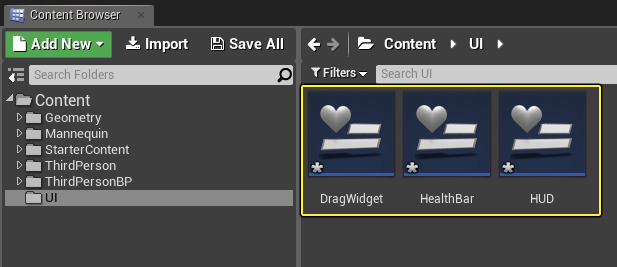 Content Browser
Add New
Import
Save All
Content
UI
Search Folders
Filters
Search UI
Content
Geometry
Mannequin
StarterContent
ThirdPerson
ThirdPersonBP
UI
DragWidget
HealthBar
HUD